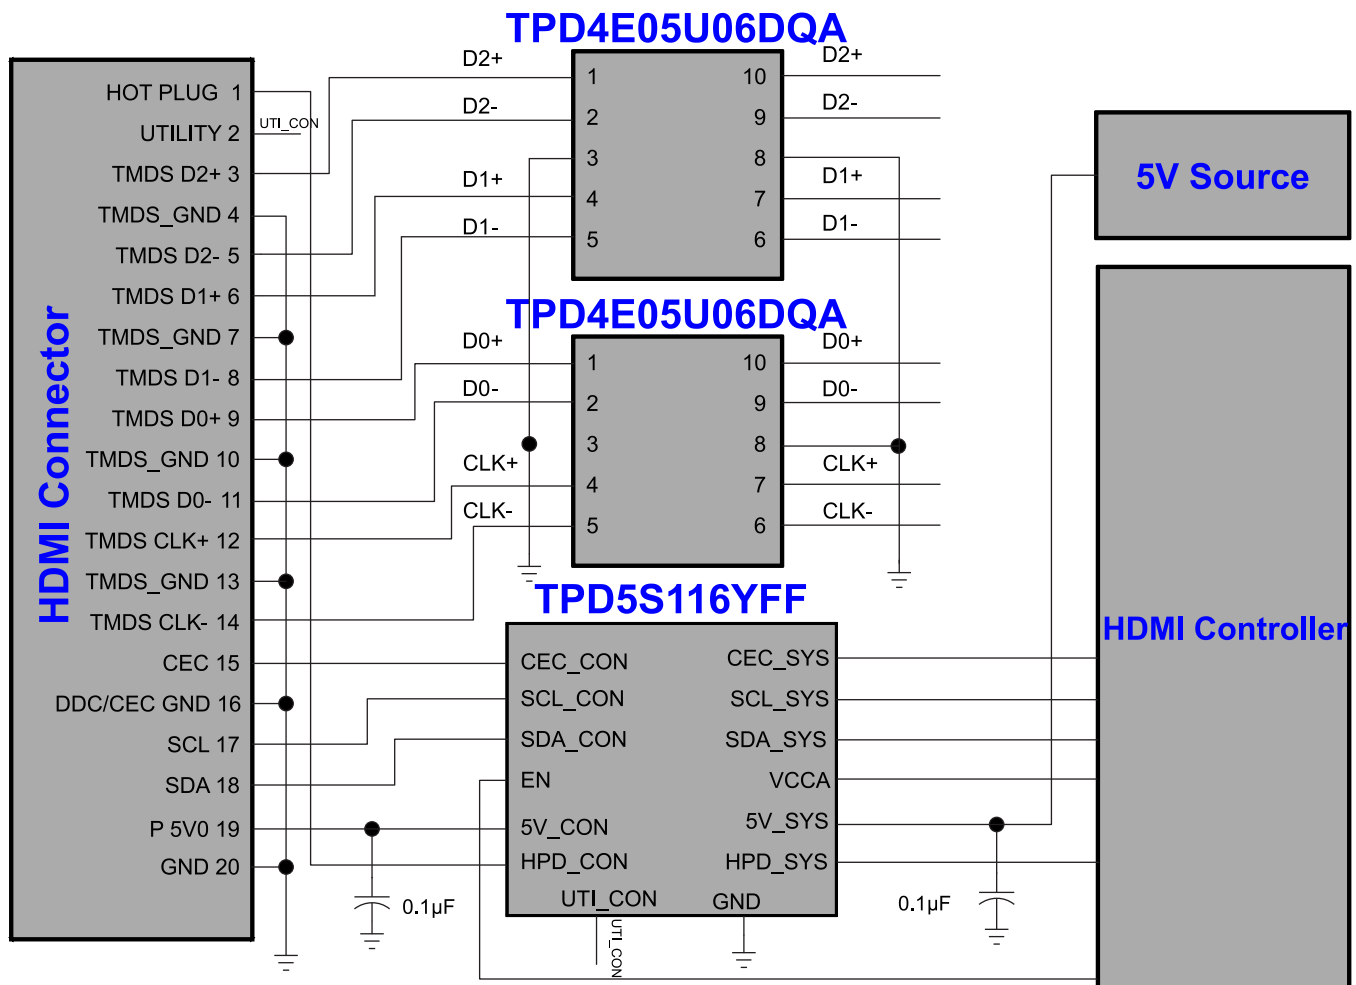 TPD4E05U06DQA
HDMI Connector
HOT PLUG 1
UTILITY 2
TMDS D2+ 3
TMDS_GND 4
TMDS D2- 5
TMDS D1+ 6
TMDS_GND 7
TMDS D1- 8
TMDS D0+ 9
TMDS_GND 10
TMDS D0- 11
TMDS CLK+ 12
TMDS_GND 13
TMDS CLK- 14
CEC 15
DDC/CEC GND 16
SCL 17
SDA 18
P 5V0 19
GND 20
UTI_CON
D2+
D2-
D1+
D1-
1
2
3
4
5
10
9
8
7
6
D2+
D2-
D1+
D1-
TPD4E05U06DQA
D0+
D0-
CLK+
CLK-
1
2
3
4
5
10
9
8
7
6
D0+
D0-
CLK+
CLK-
TPD5S116YFF
CEC_CON
SCL_CON
SDA_CON
EN
5V_CON
HPD_CON
UTI_CON
GND
CEC_SYS
SCL_SYS
SDA_SYS
VCCA
5V_SYS
HPD_SYS
UTI_CON
0.1µF
0.1µF
5V Source
HDMI Controller